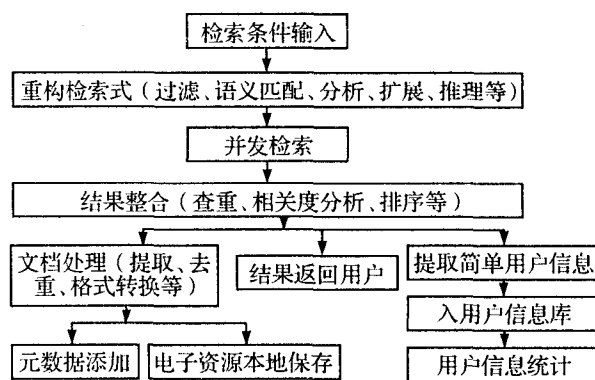 检索条件输入
重构检索式（过滤、语义匹配、分析、扩展、推理等）
并发检索
结果整合（查重、相关度分析、排序等）
文档处理（提取、去
重、格式转换等）
结果返回用户
提取简单用户信息
入用户信息库
元数据添加
电子资源本地保存
用户信息统计